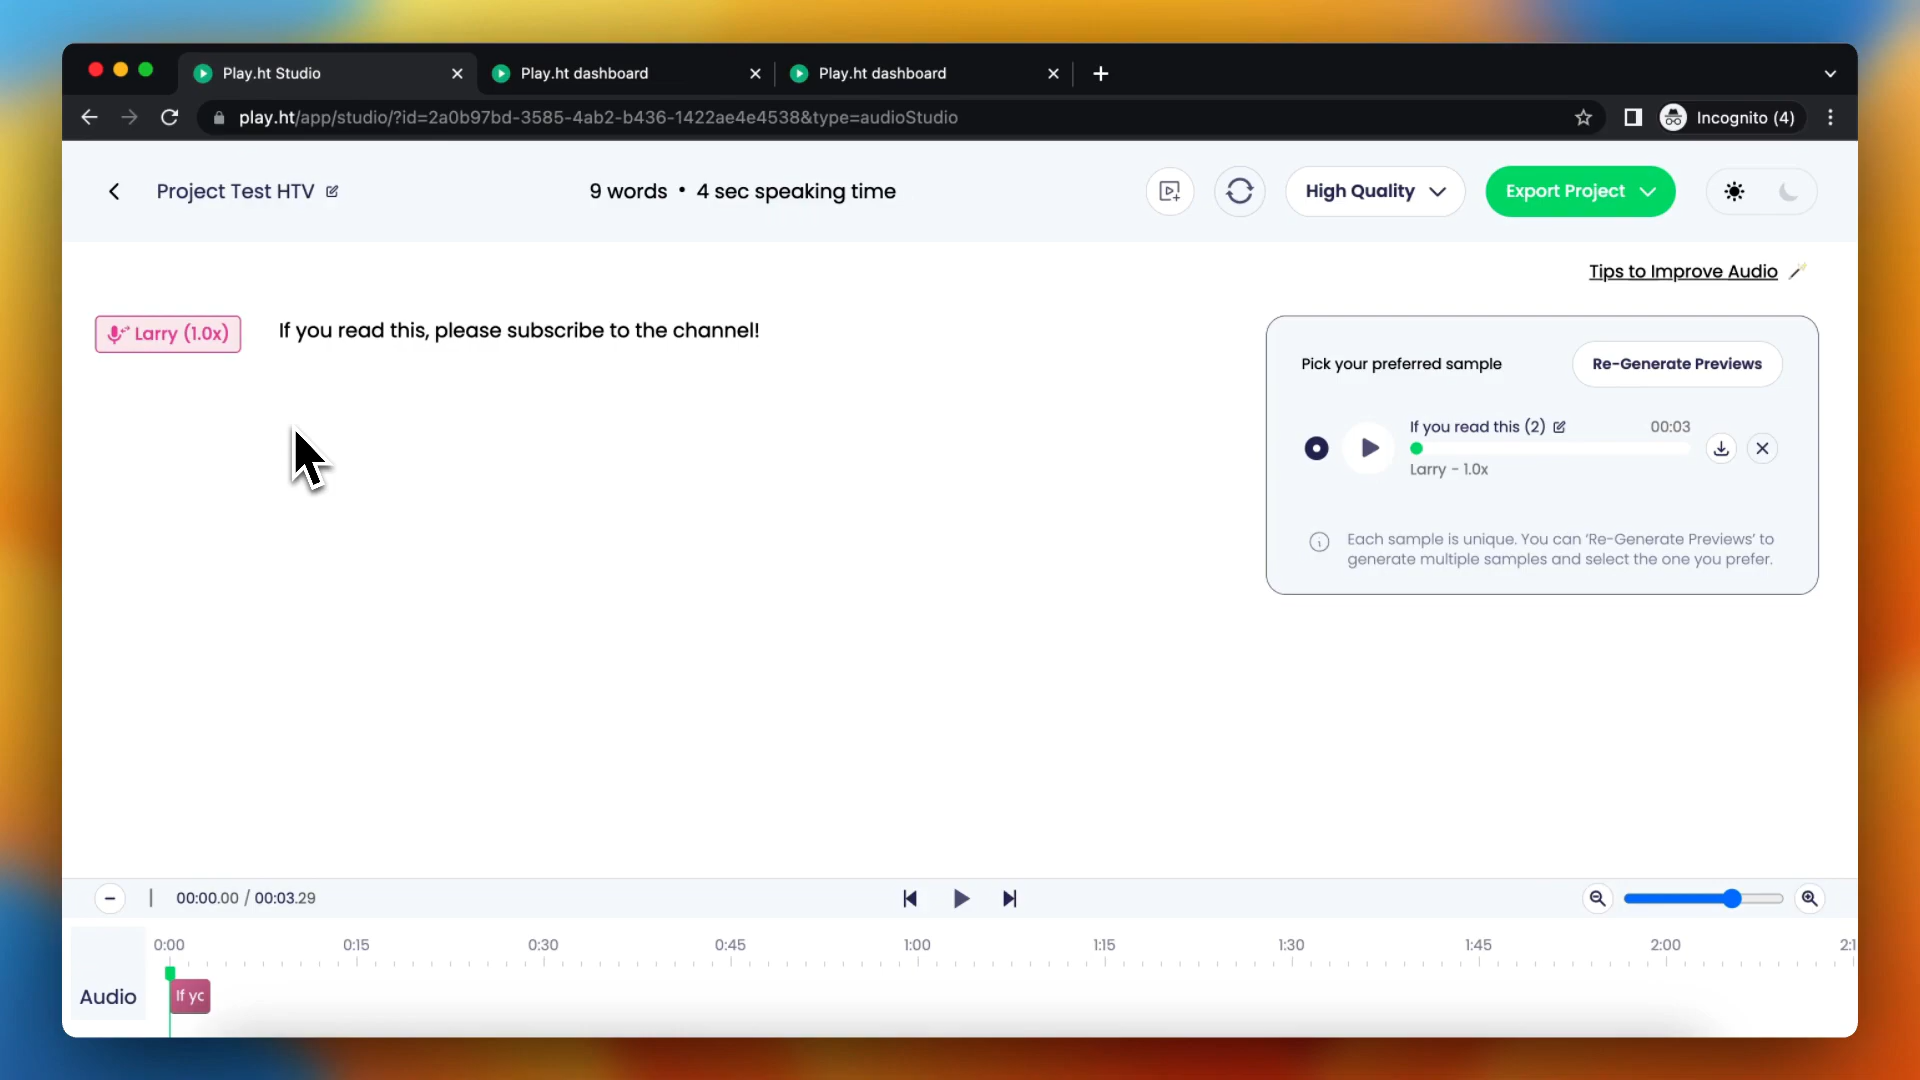 Play.ht Studio
Play.ht dashboard
Play.ht dashboard
play.ht/app/studio/?id=2a0b97bd-3585-4ab2-b436-1422ae4e4538&type=audioStudio
Incognito (4)
Project Test HTV
9 words • 4 sec speaking time
High Quality
Export Project
Tips to Improve Audio
Larry (1.0x)
If you read this, please subscribe to the channel!
Pick your preferred sample
Re-Generate Previews
If you read this (2)
00:03
Larry - 1.0x
Each sample is unique. You can ‘Re-Generate Previews’ to
generate multiple samples and select the one you prefer.
00:00.00 / 00:03.29
0:00 0:15 0:30 0:45 1:00 1:15 1:30 1:45 2:00 2:1
Audio
If yc